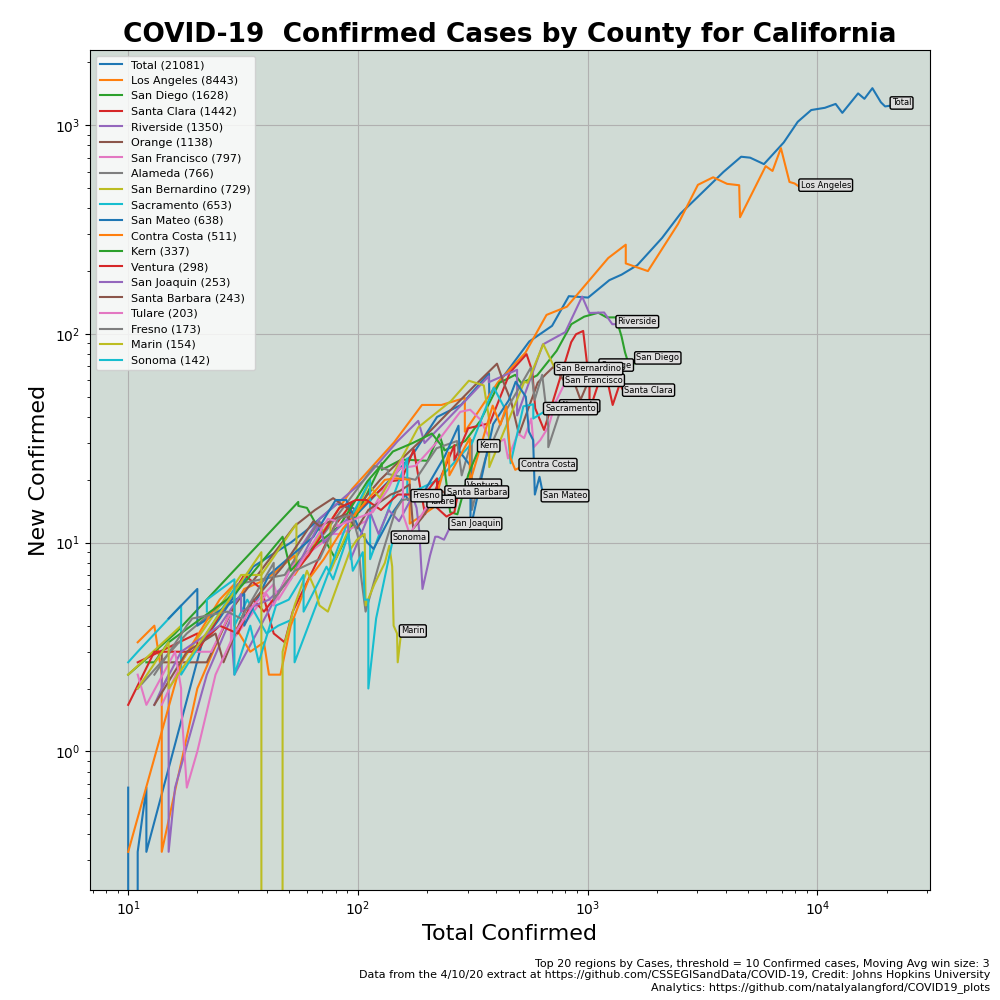 COVID-19  Confirmed Cases by County for California
Total (21081)
Los Angeles (8443)
San Diego (1628)
Santa Clara (1442)
Riverside (1350)
Orange (1138)
San Francisco (797)
Alameda (766)
San Bernardino (729)
Sacramento (653)
San Mateo (638)
Contra Costa (511)
Kern (337)
Ventura (298)
San Joaquin (253)
Santa Barbara (243)
Tulare (203)
Fresno (173)
Marin (154)
Sonoma (142)
Total
Los Angeles
Riverside
San Diego
San Bernardino
San Francisco
Santa Clara
Sacramento
Kern
Contra Costa
Ventura
Santa Barbara
Fresno
San Mateo
San Joaquin
Sonoma
Marin
New Confirmed
10³
10²
10¹
10⁰
10¹ 10² 10³ 10⁴
Total Confirmed
Top 20 regions by Cases, threshold = 10 Confirmed cases, Moving Avg win size: 3
Data from the 4/10/20 extract at https://github.com/CSSEGISandData/COVID-19, Credit: Johns Hopkins University
Analytics: https://github.com/natalyalangford/COVID19_plots